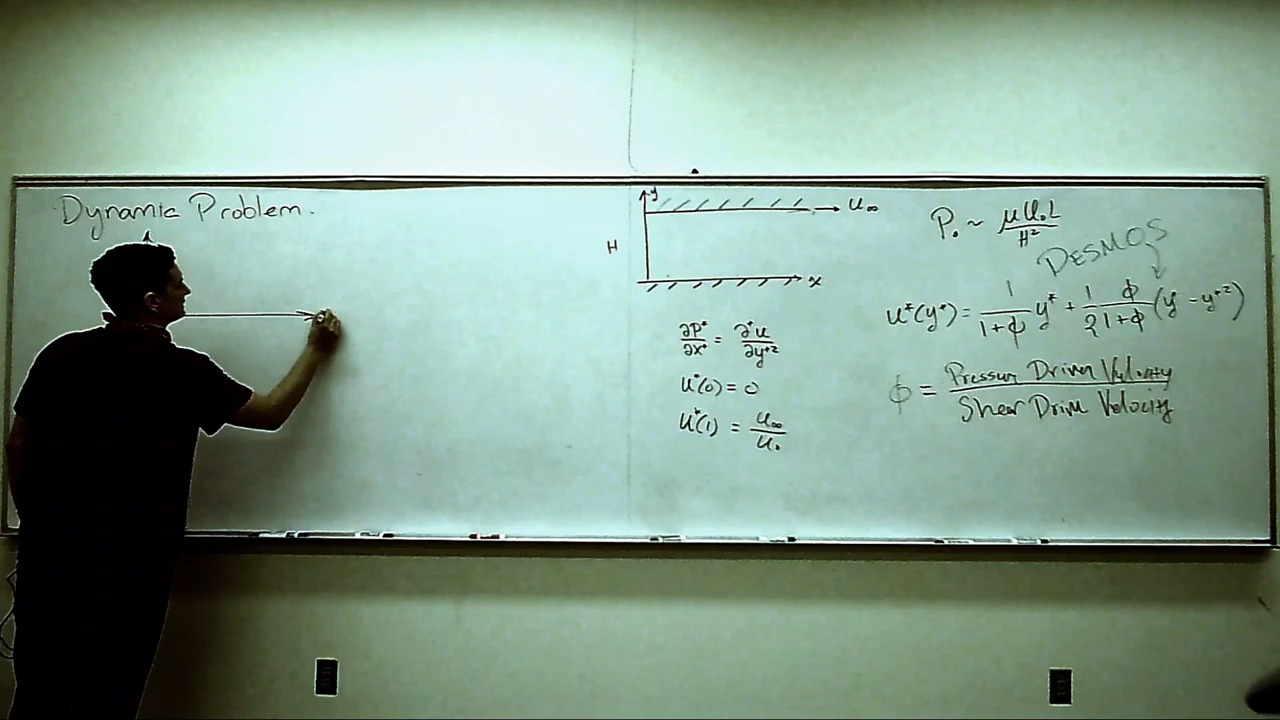 Dynamic Problem.
y
U∞
H
x
∂P*/∂x* = ∂²u/∂y*²
u*(0) = 0
u*(1) = U∞/U₀
P₀ ~ μU₀L/H²
DESMOS
u*(y*) = 1/(1+ϕ) y* + 1/2 ϕ/(1+ϕ) (y* - y*²)
ϕ = Pressure Driven Velocity / Shear Driven Velocity